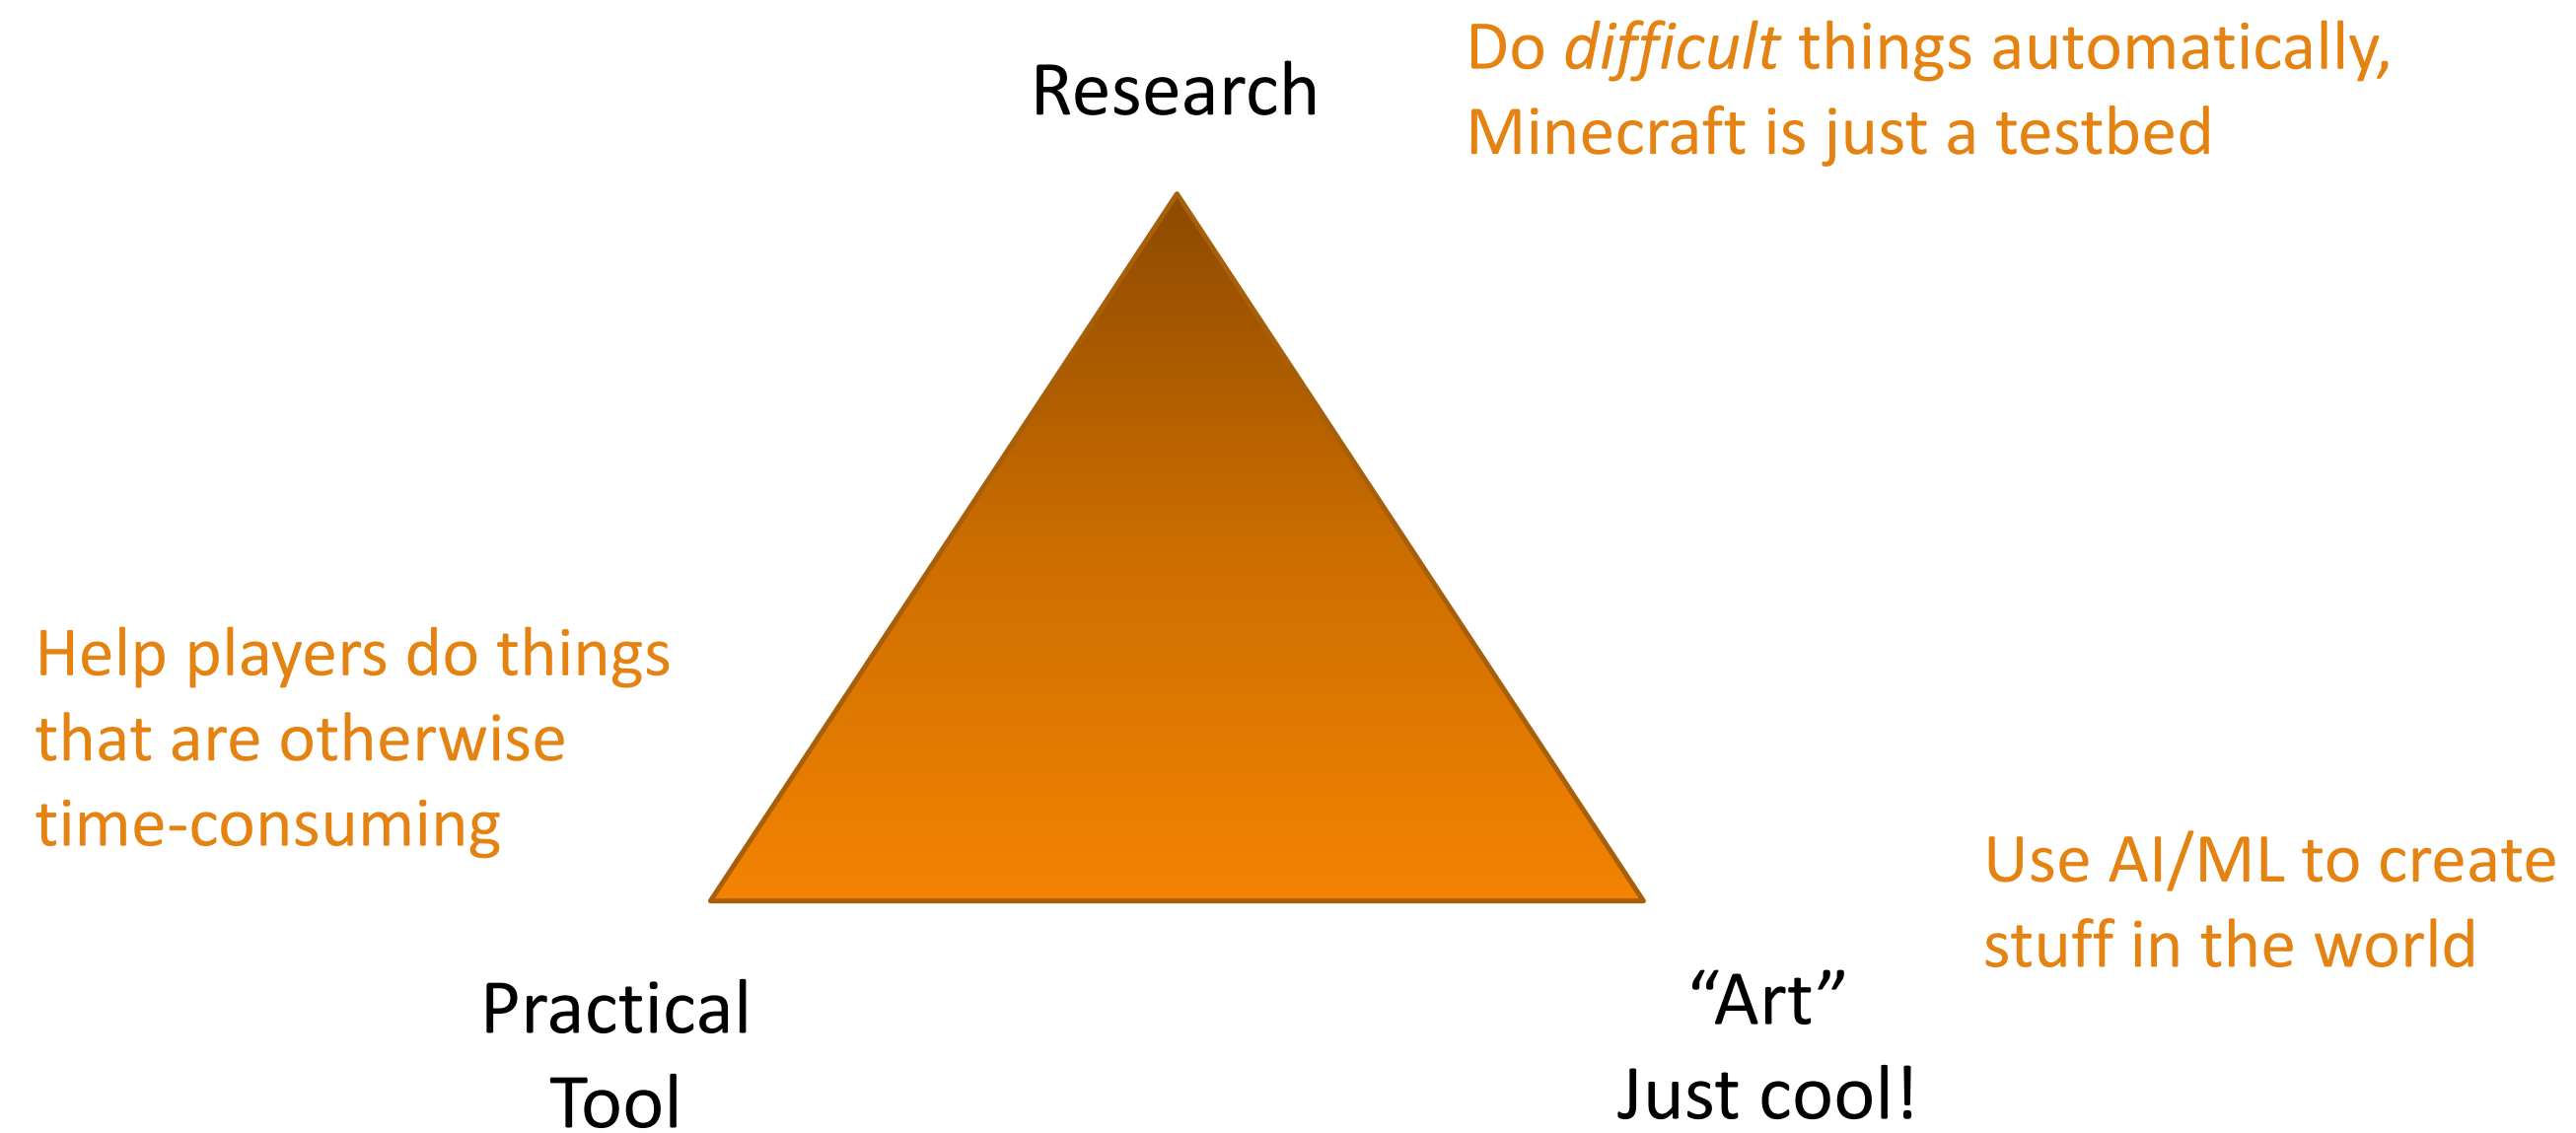 Research
Do difficult things automatically,
Minecraft is just a testbed
Help players do things
that are otherwise
time-consuming
Practical
Tool
Use AI/ML to create
stuff in the world
“Art”
Just cool!